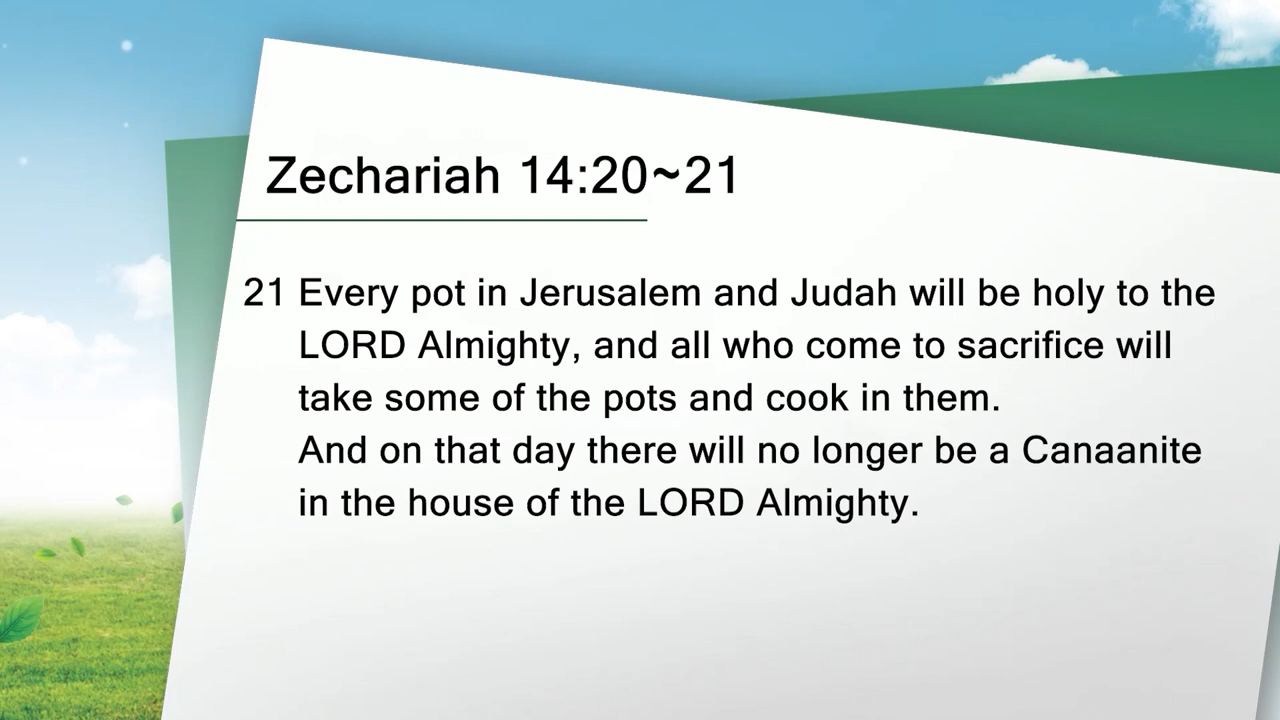 Zechariah 14:20~21
21 Every pot in Jerusalem and Judah will be holy to the
LORD Almighty, and all who come to sacrifice will
take some of the pots and cook in them.
And on that day there will no longer be a Canaanite
in the house of the LORD Almighty.